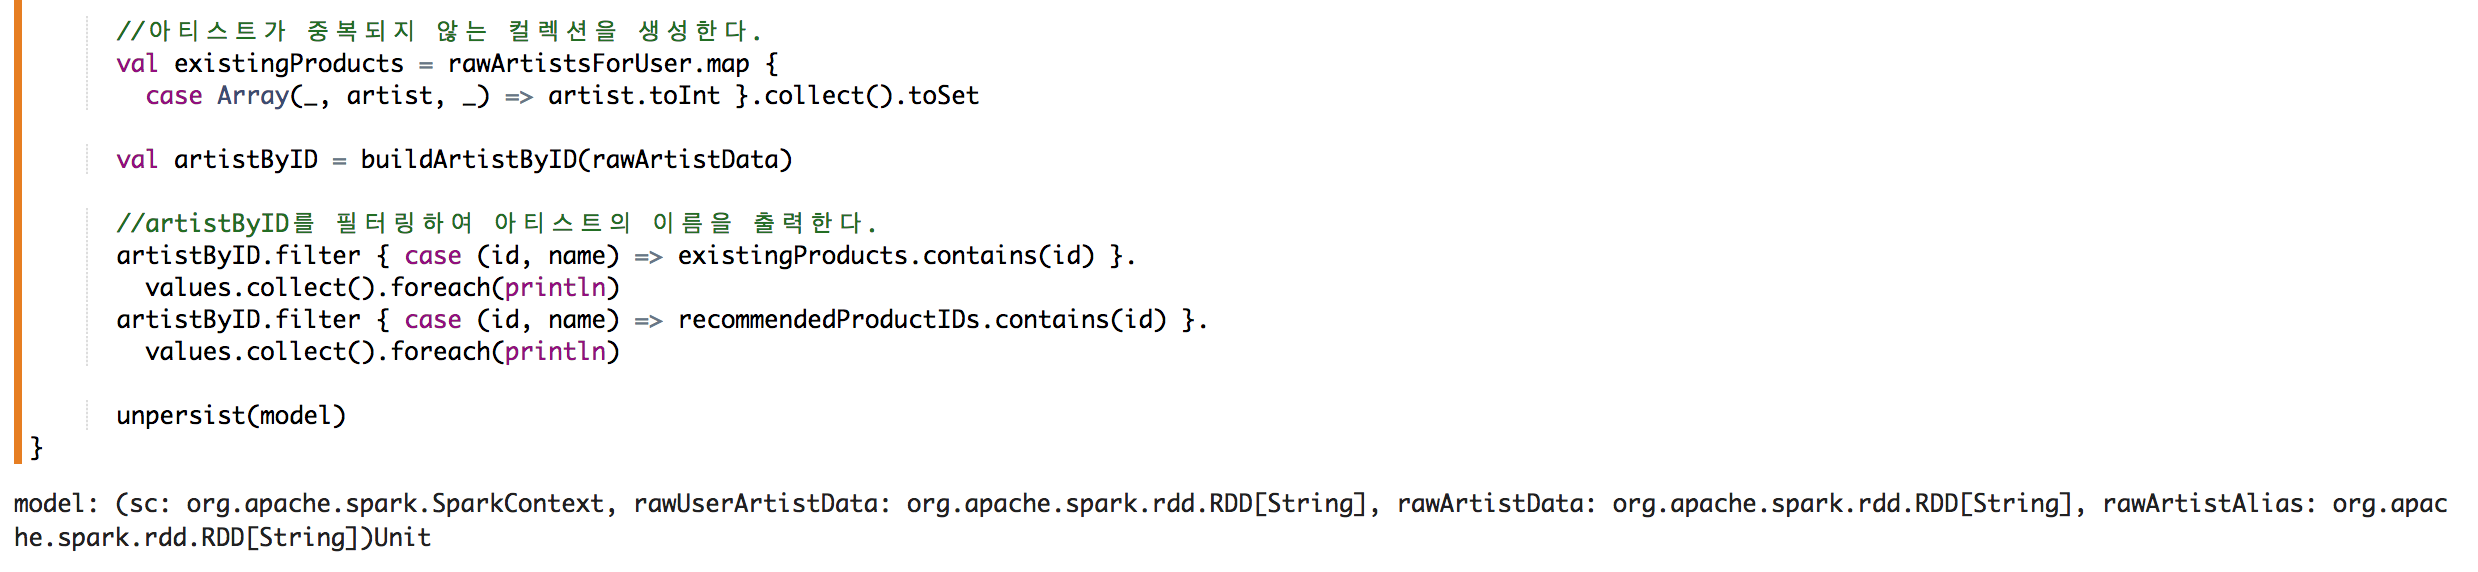 //아티스트가 중복되지 않는 컬렉션을 생성한다.
val existingProducts = rawArtistsForUser.map {
case Array(_, artist, _) => artist.toInt }.collect().toSet
val artistByID = buildArtistByID(rawArtistData)
//artistByID를 필터링하여 아티스트의 이름을 출력한다.
artistByID.filter { case (id, name) => existingProducts.contains(id) }.
values.collect().foreach(println)
artistByID.filter { case (id, name) => recommendedProductIDs.contains(id) }.
values.collect().foreach(println)
unpersist(model)
}
model: (sc: org.apache.spark.SparkContext, rawUserArtistData: org.apache.spark.rdd.RDD[String], rawArtistData: org.apache.spark.rdd.RDD[String], rawArtistAlias: org.apac
he.spark.rdd.RDD[String])Unit